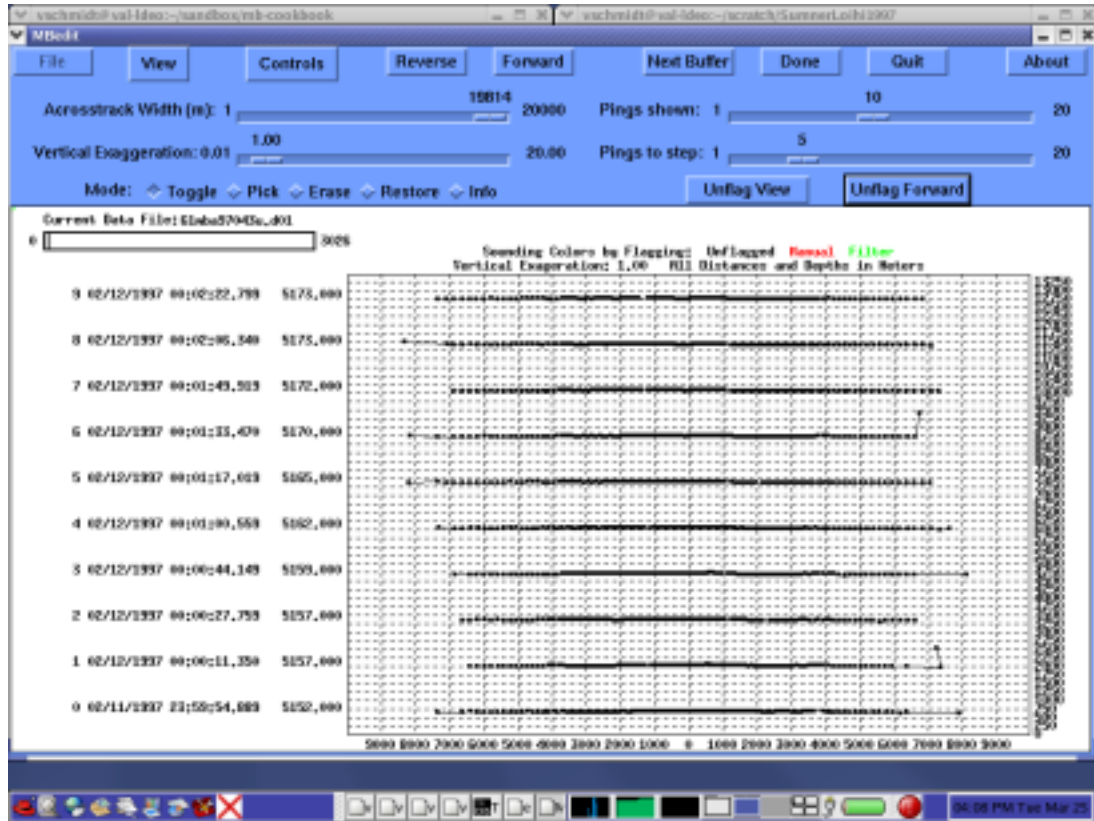 vschmidt@val-ldeo:~/sandbox/mb-cookbook
vschmidt@val-ldeo:~/scratch/SumnerLoihi1997
MBedit
File View Controls Reverse Forward Next Buffer Done Quit About
Acrosstrack Width (m): 1 19814 20000 Pings shown: 1 10 20
Vertical Exaggeration: 0.01 1.00 20.00 Pings to step: 1 5 20
Mode: Toggle Pick Erase Restore Info Unflag View Unflag Forward
Current Data File:
0 3026
Sounding Colors by Flagging: Unflagged Manual Filter
Vertical Exageration: 1.00 All Distances and Depths in Meters
9 02/12/1997 00:02:22.799 5173.000
8 02/12/1997 00:02:06.340 5173.000
7 02/12/1997 00:01:49.919 5172.000
6 02/12/1997 00:01:33.470 5170.000
5 02/12/1997 00:01:17.019 5165.000
4 02/12/1997 00:01:00.559 5162.000
3 02/12/1997 00:00:44.149 5159.000
2 02/12/1997 00:00:27.759 5157.000
1 02/12/1997 00:00:11.350 5157.000
0 02/11/1997 23:59:54.889 5152.000
9000 8000 7000 6000 5000 4000 3000 2000 1000 0 1000 2000 3000 4000 5000 6000 7000 8000 9000
04:08 PM Tue Mar 25